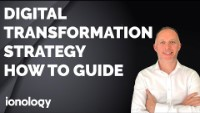 DIGITAL
TRANSFORMATION
STRATEGY
HOW TO GUIDE
ionology